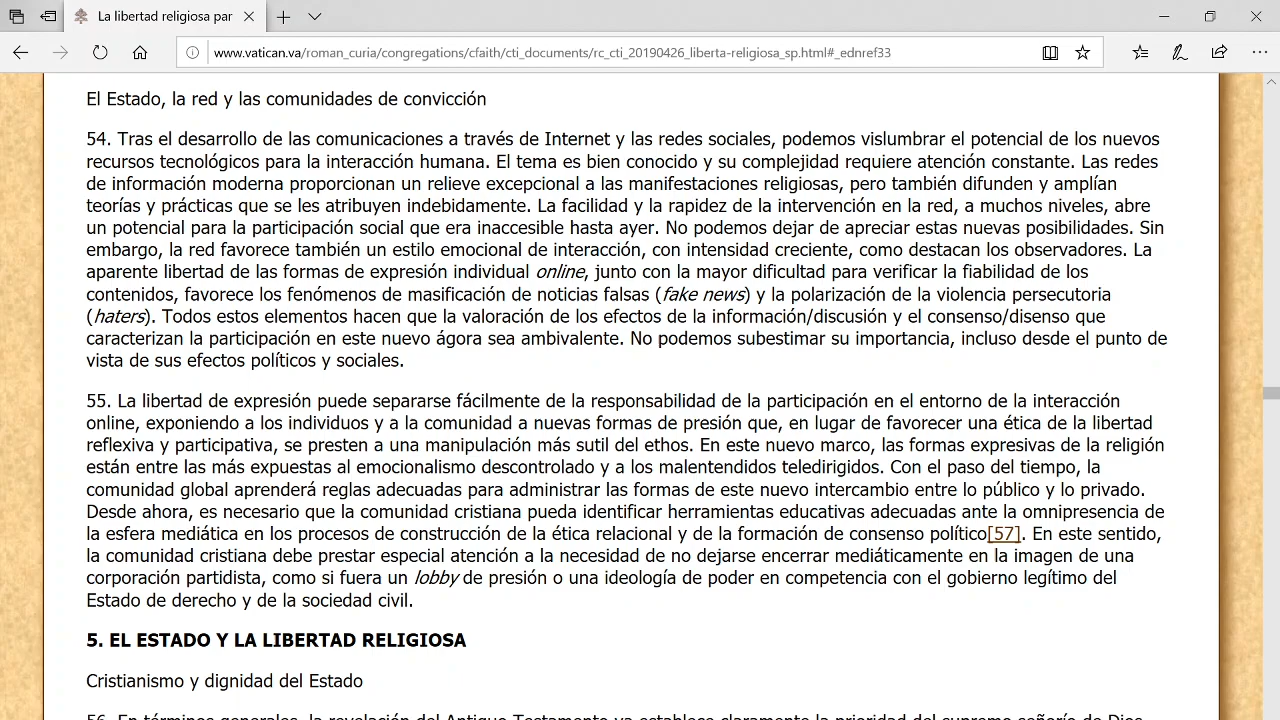 La libertad religiosa par
www.vatican.va/roman_curia/congregations/cfaith/cti_documents/rc_cti_20190426_liberta-religiosa_sp.html#_ednref33
El Estado, la red y las comunidades de convicción
54. Tras el desarrollo de las comunicaciones a través de Internet y las redes sociales, podemos vislumbrar el potencial de los nuevos
recursos tecnológicos para la interacción humana. El tema es bien conocido y su complejidad requiere atención constante. Las redes
de información moderna proporcionan un relieve excepcional a las manifestaciones religiosas, pero también difunden y amplían
teorías y prácticas que se les atribuyen indebidamente. La facilidad y la rapidez de la intervención en la red, a muchos niveles, abre
un potencial para la participación social que era inaccesible hasta ayer. No podemos dejar de apreciar estas nuevas posibilidades. Sin
embargo, la red favorece también un estilo emocional de interacción, con intensidad creciente, como destacan los observadores. La
aparente libertad de las formas de expresión individual online, junto con la mayor dificultad para verificar la fiabilidad de los
contenidos, favorece los fenómenos de masificación de noticias falsas (fake news) y la polarización de la violencia persecutoria
(haters). Todos estos elementos hacen que la valoración de los efectos de la información/discusión y el consenso/disenso que
caracterizan la participación en este nuevo ágora sea ambivalente. No podemos subestimar su importancia, incluso desde el punto de
vista de sus efectos políticos y sociales.
55. La libertad de expresión puede separarse fácilmente de la responsabilidad de la participación en el entorno de la interacción
online, exponiendo a los individuos y a la comunidad a nuevas formas de presión que, en lugar de favorecer una ética de la libertad
reflexiva y participativa, se presten a una manipulación más sutil del ethos. En este nuevo marco, las formas expresivas de la religión
están entre las más expuestas al emocionalismo descontrolado y a los malentendidos teledirigidos. Con el paso del tiempo, la
comunidad global aprenderá reglas adecuadas para administrar las formas de este nuevo intercambio entre lo público y lo privado.
Desde ahora, es necesario que la comunidad cristiana pueda identificar herramientas educativas adecuadas ante la omnipresencia de
la esfera mediática en los procesos de construcción de la ética relacional y de la formación de consenso político[57]. En este sentido,
la comunidad cristiana debe prestar especial atención a la necesidad de no dejarse encerrar mediáticamente en la imagen de una
corporación partidista, como si fuera un lobby de presión o una ideología de poder en competencia con el gobierno legítimo del
Estado de derecho y de la sociedad civil.
5. EL ESTADO Y LA LIBERTAD RELIGIOSA
Cristianismo y dignidad del Estado
56. En términos generales, la revelación del Antiguo Testamento ya establece claramente la prioridad del supremo señorío de Dios